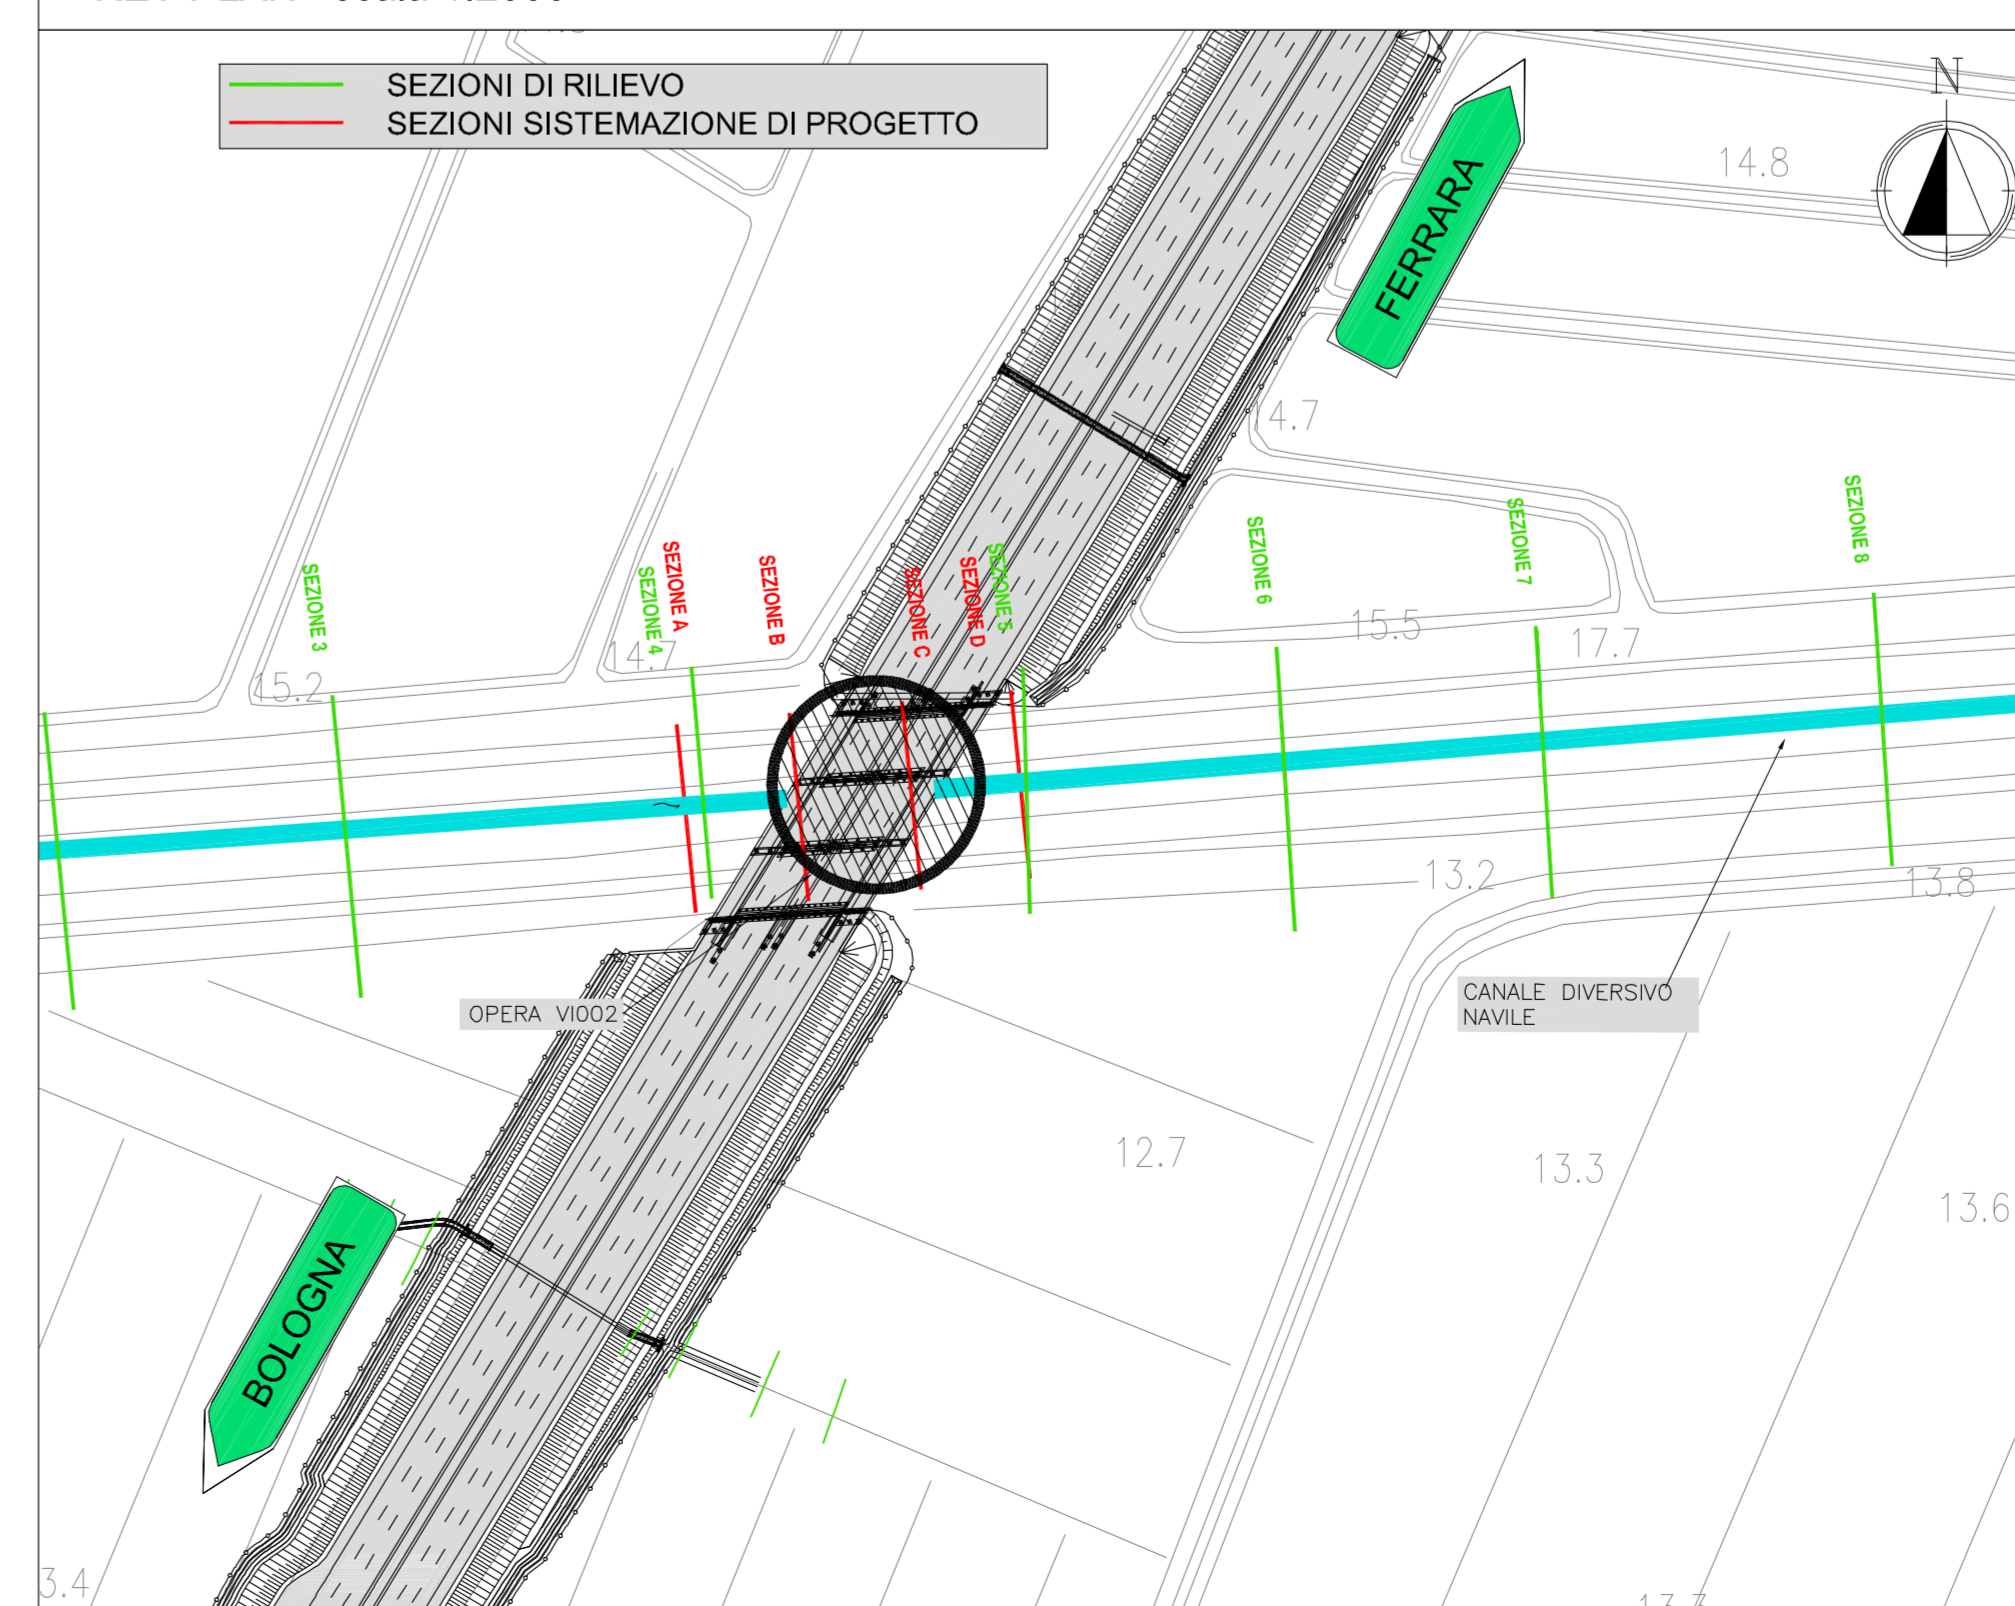 SEZIONI DI RILIEVO
SEZIONI SISTEMAZIONE DI PROGETTO
N
14.8
FERRARA
4.7
SEZIONE 3
SEZIONE 4
SEZIONE A
SEZIONE B
SEZIONE C
SEZIONE D
SEZIONE 5
SEZIONE 6
SEZIONE 7
SEZIONE 8
15.2
14.7
15.5
17.7
13.2
13.8
OPERA VI002
CANALE DIVERSIVO
NAVILE
12.7
13.3
13.6
BOLOGNA
3.4